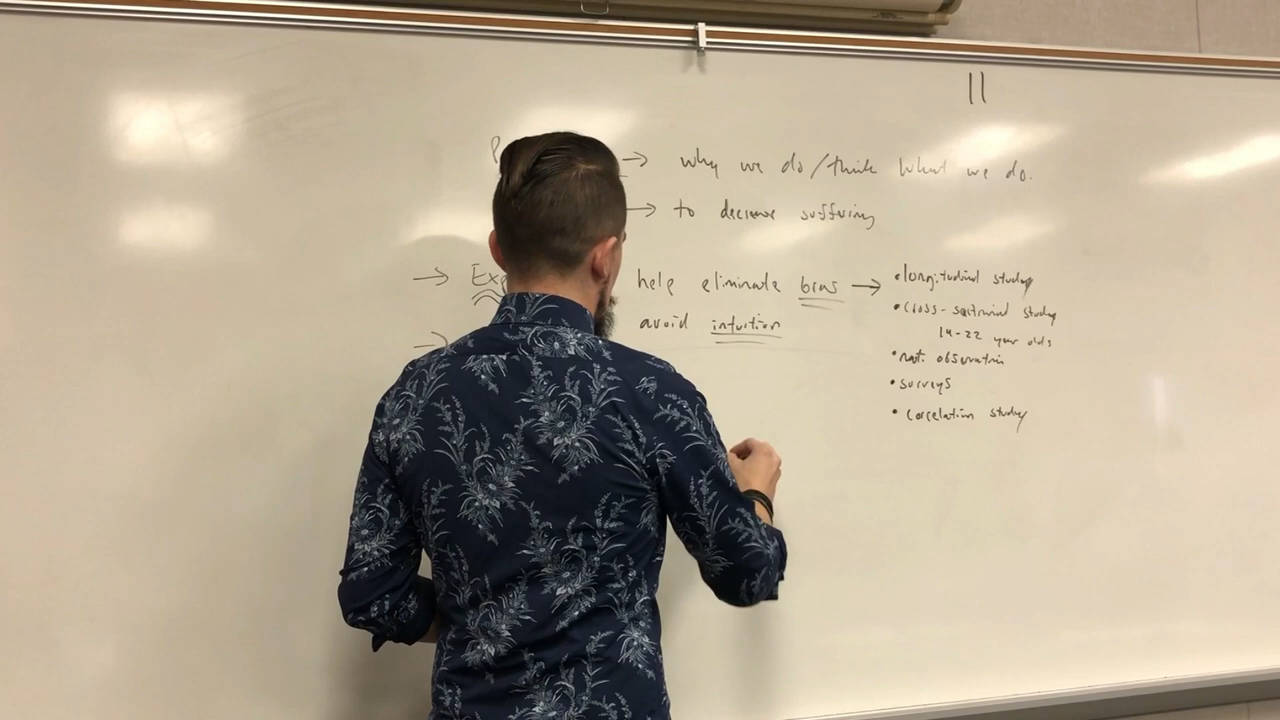 ||
P → why we do/think what we do.
→ to decrease suffering
→ Exp help eliminate bias → • longitudinal study
• cross-sectional study
14-22 year olds
→ avoid intuition
• nat. observation
• surveys
• correlation study